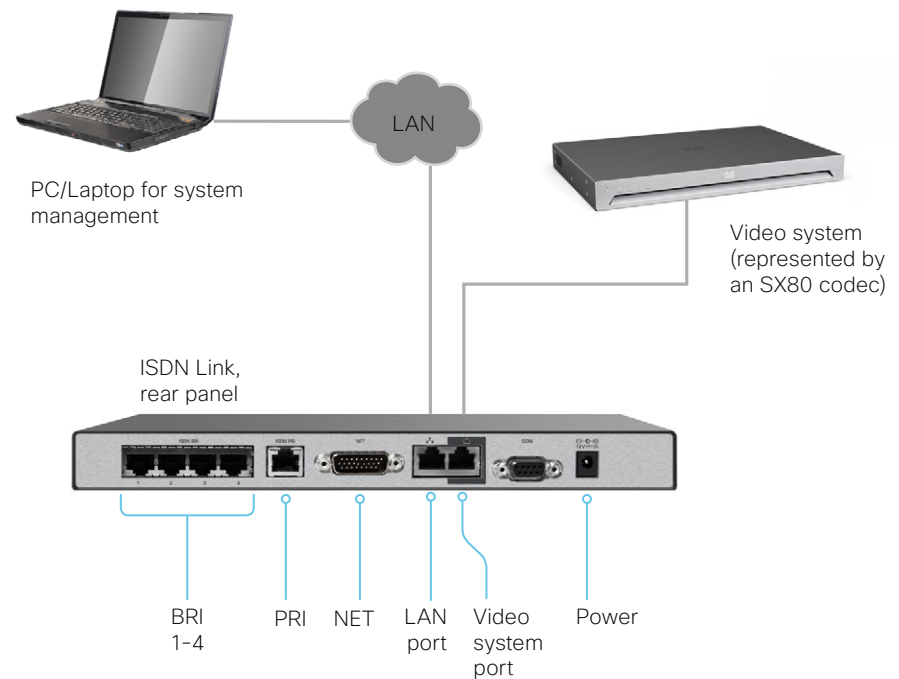 LAN
PC/Laptop for system
management
Video system
(represented by
an SX80 codec)
ISDN Link,
rear panel
ISDN BRI
ISDN PRI
NET
COM
12V
1
2
3
4
BRI
1-4
PRI
NET
LAN
port
Video
system
port
Power